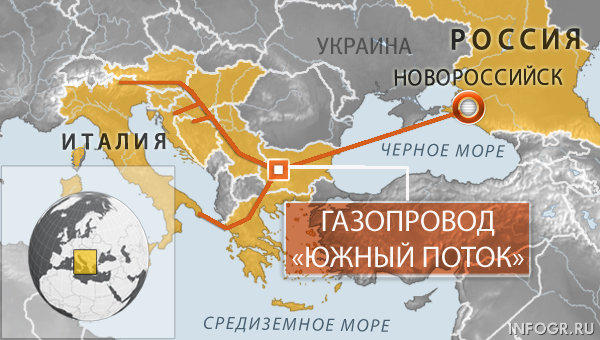 УКРАИНА
РОССИЯ
НОВОРОССИЙСК
ИТАЛИЯ
ЧЕРНОЕ МОРЕ
ГАЗОПРОВОД
«ЮЖНЫЙ ПОТОК»
СРЕДИЗЕМНОЕ МОРЕ
INFOGR.RU